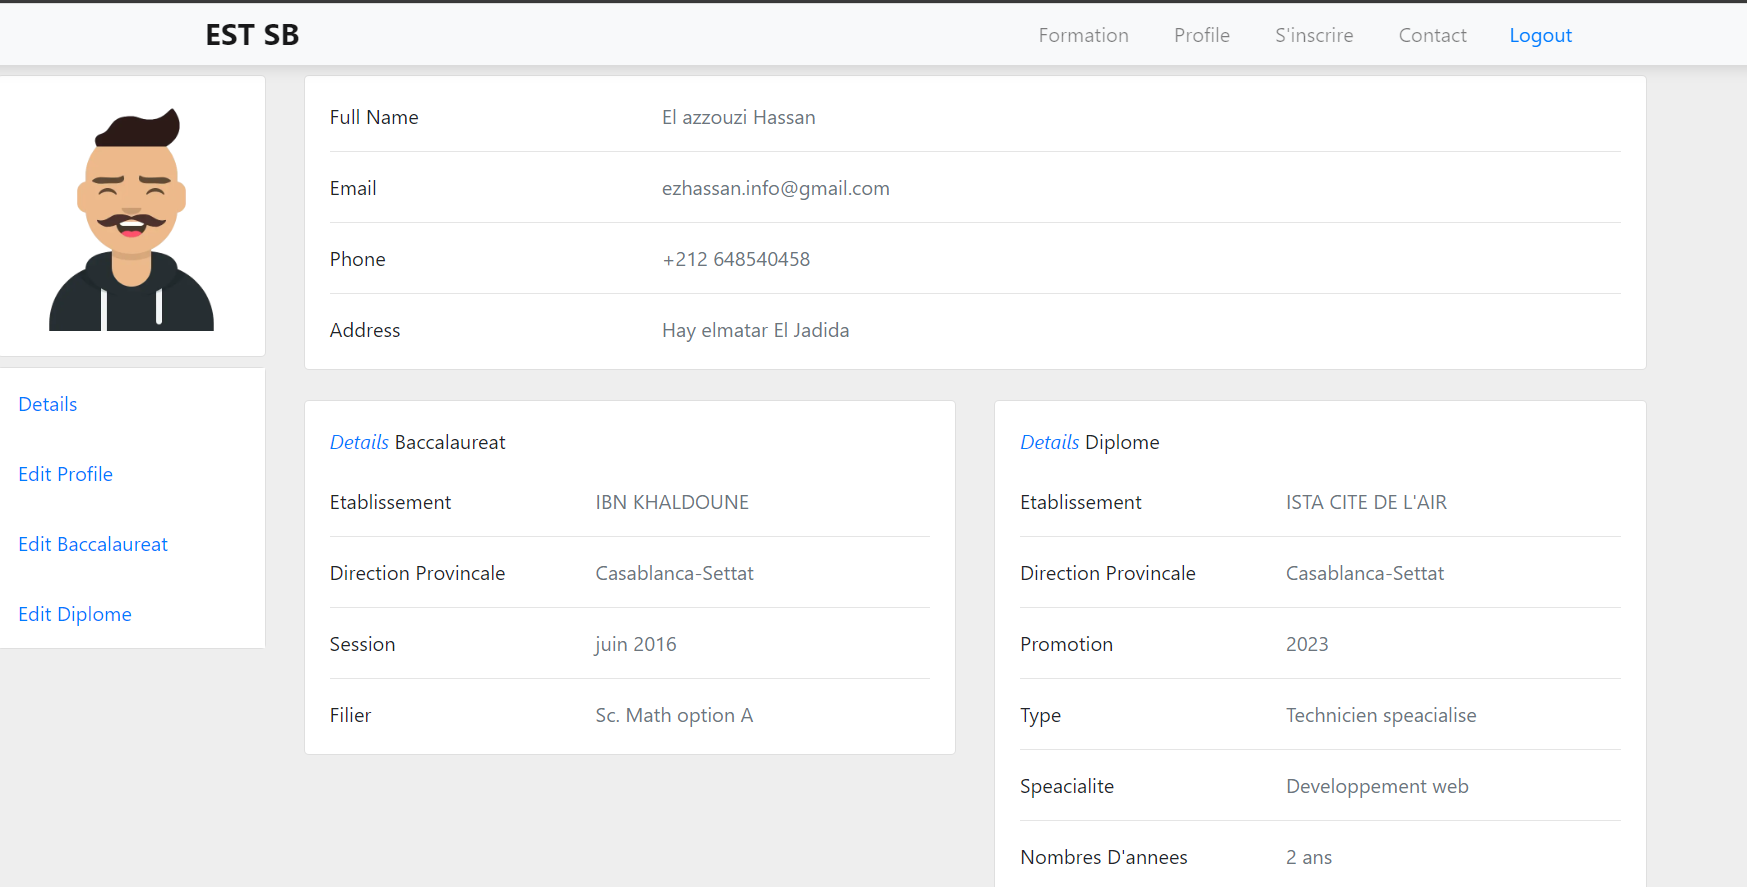 EST SB
Formation Profile S'inscrire Contact Logout
Full Name El azzouzi Hassan
Email ezhassan.info@gmail.com
Phone +212 648540458
Address Hay elmatar El Jadida
Details
Edit Profile
Edit Baccalaureat
Edit Diplome
Details Baccalaureat
Etablissement IBN KHALDOUNE
Direction Provincale Casablanca-Settat
Session juin 2016
Filier Sc. Math option A
Details Diplome
Etablissement ISTA CITE DE L'AIR
Direction Provincale Casablanca-Settat
Promotion 2023
Type Technicien speacialise
Speacialite Developpement web
Nombres D'annees 2 ans